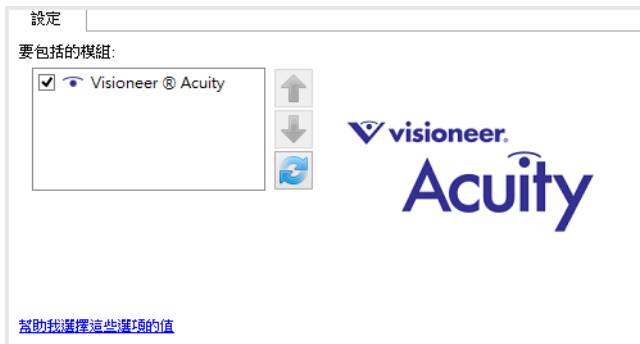 設定
要包括的模組:
Visioneer ® Acuity
visioneer®
Acuity
幫助我選擇這些選項的值